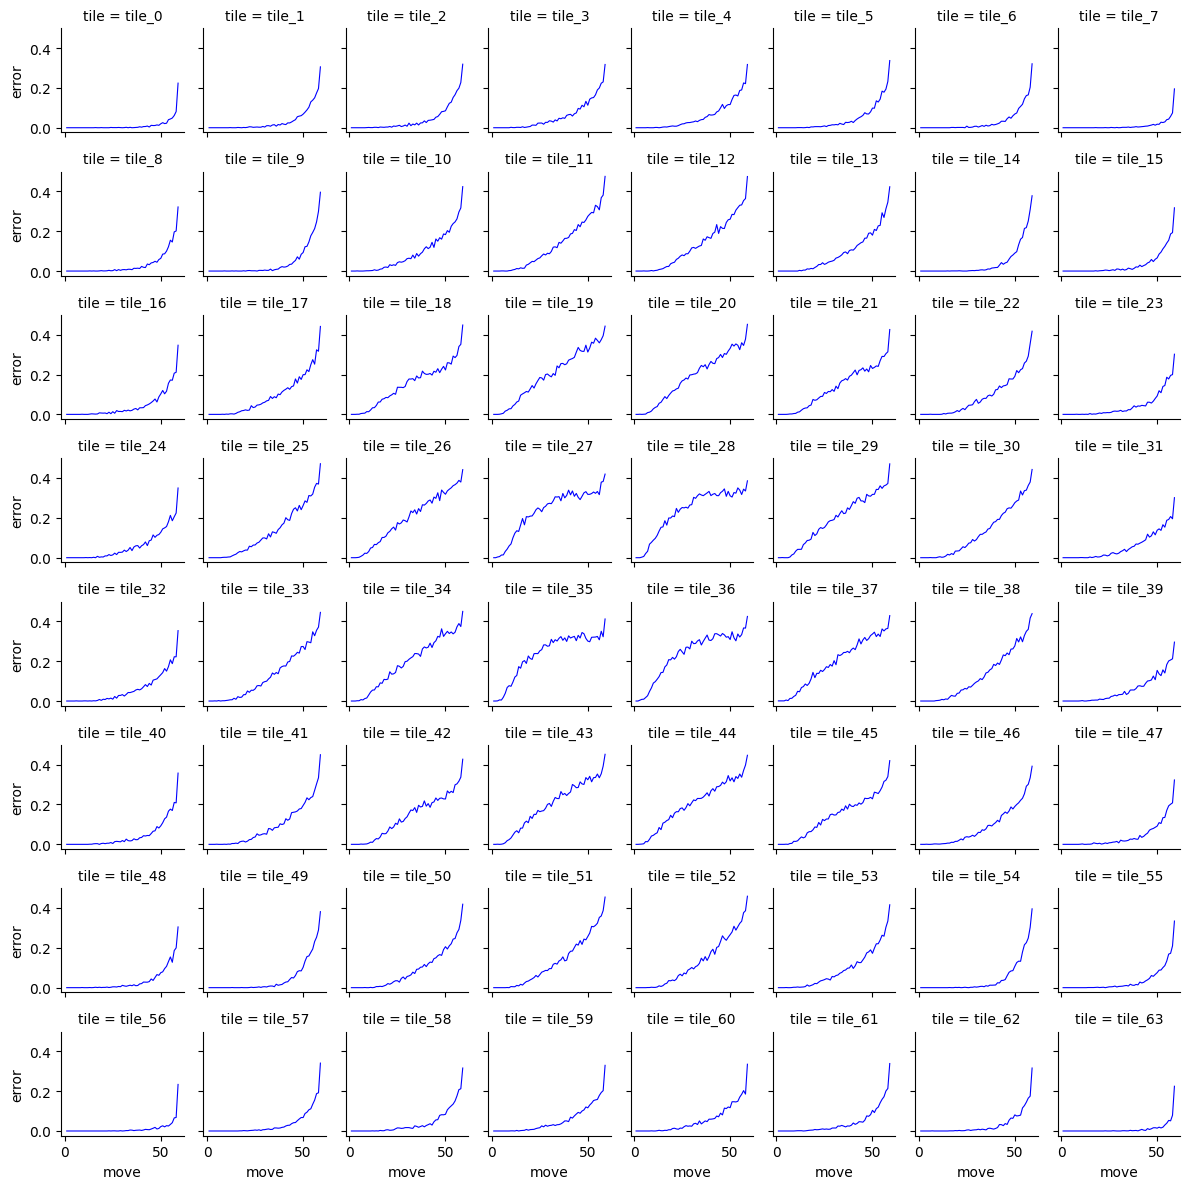 tile = tile_0 tile = tile_1 tile = tile_2 tile = tile_3 tile = tile_4 tile = tile_5 tile = tile_6 tile = tile_7
0.4
error
0.2
0.0
tile = tile_8 tile = tile_9 tile = tile_10 tile = tile_11 tile = tile_12 tile = tile_13 tile = tile_14 tile = tile_15
0.4
error
0.2
0.0
tile = tile_16 tile = tile_17 tile = tile_18 tile = tile_19 tile = tile_20 tile = tile_21 tile = tile_22 tile = tile_23
0.4
error
0.2
0.0
tile = tile_24 tile = tile_25 tile = tile_26 tile = tile_27 tile = tile_28 tile = tile_29 tile = tile_30 tile = tile_31
0.4
error
0.2
0.0
tile = tile_32 tile = tile_33 tile = tile_34 tile = tile_35 tile = tile_36 tile = tile_37 tile = tile_38 tile = tile_39
0.4
error
0.2
0.0
tile = tile_40 tile = tile_41 tile = tile_42 tile = tile_43 tile = tile_44 tile = tile_45 tile = tile_46 tile = tile_47
0.4
error
0.2
0.0
tile = tile_48 tile = tile_49 tile = tile_50 tile = tile_51 tile = tile_52 tile = tile_53 tile = tile_54 tile = tile_55
0.4
error
0.2
0.0
tile = tile_56 tile = tile_57 tile = tile_58 tile = tile_59 tile = tile_60 tile = tile_61 tile = tile_62 tile = tile_63
0.4
error
0.2
0.0
0 50 0 50 0 50 0 50 0 50 0 50 0 50 0 50
move move move move move move move move